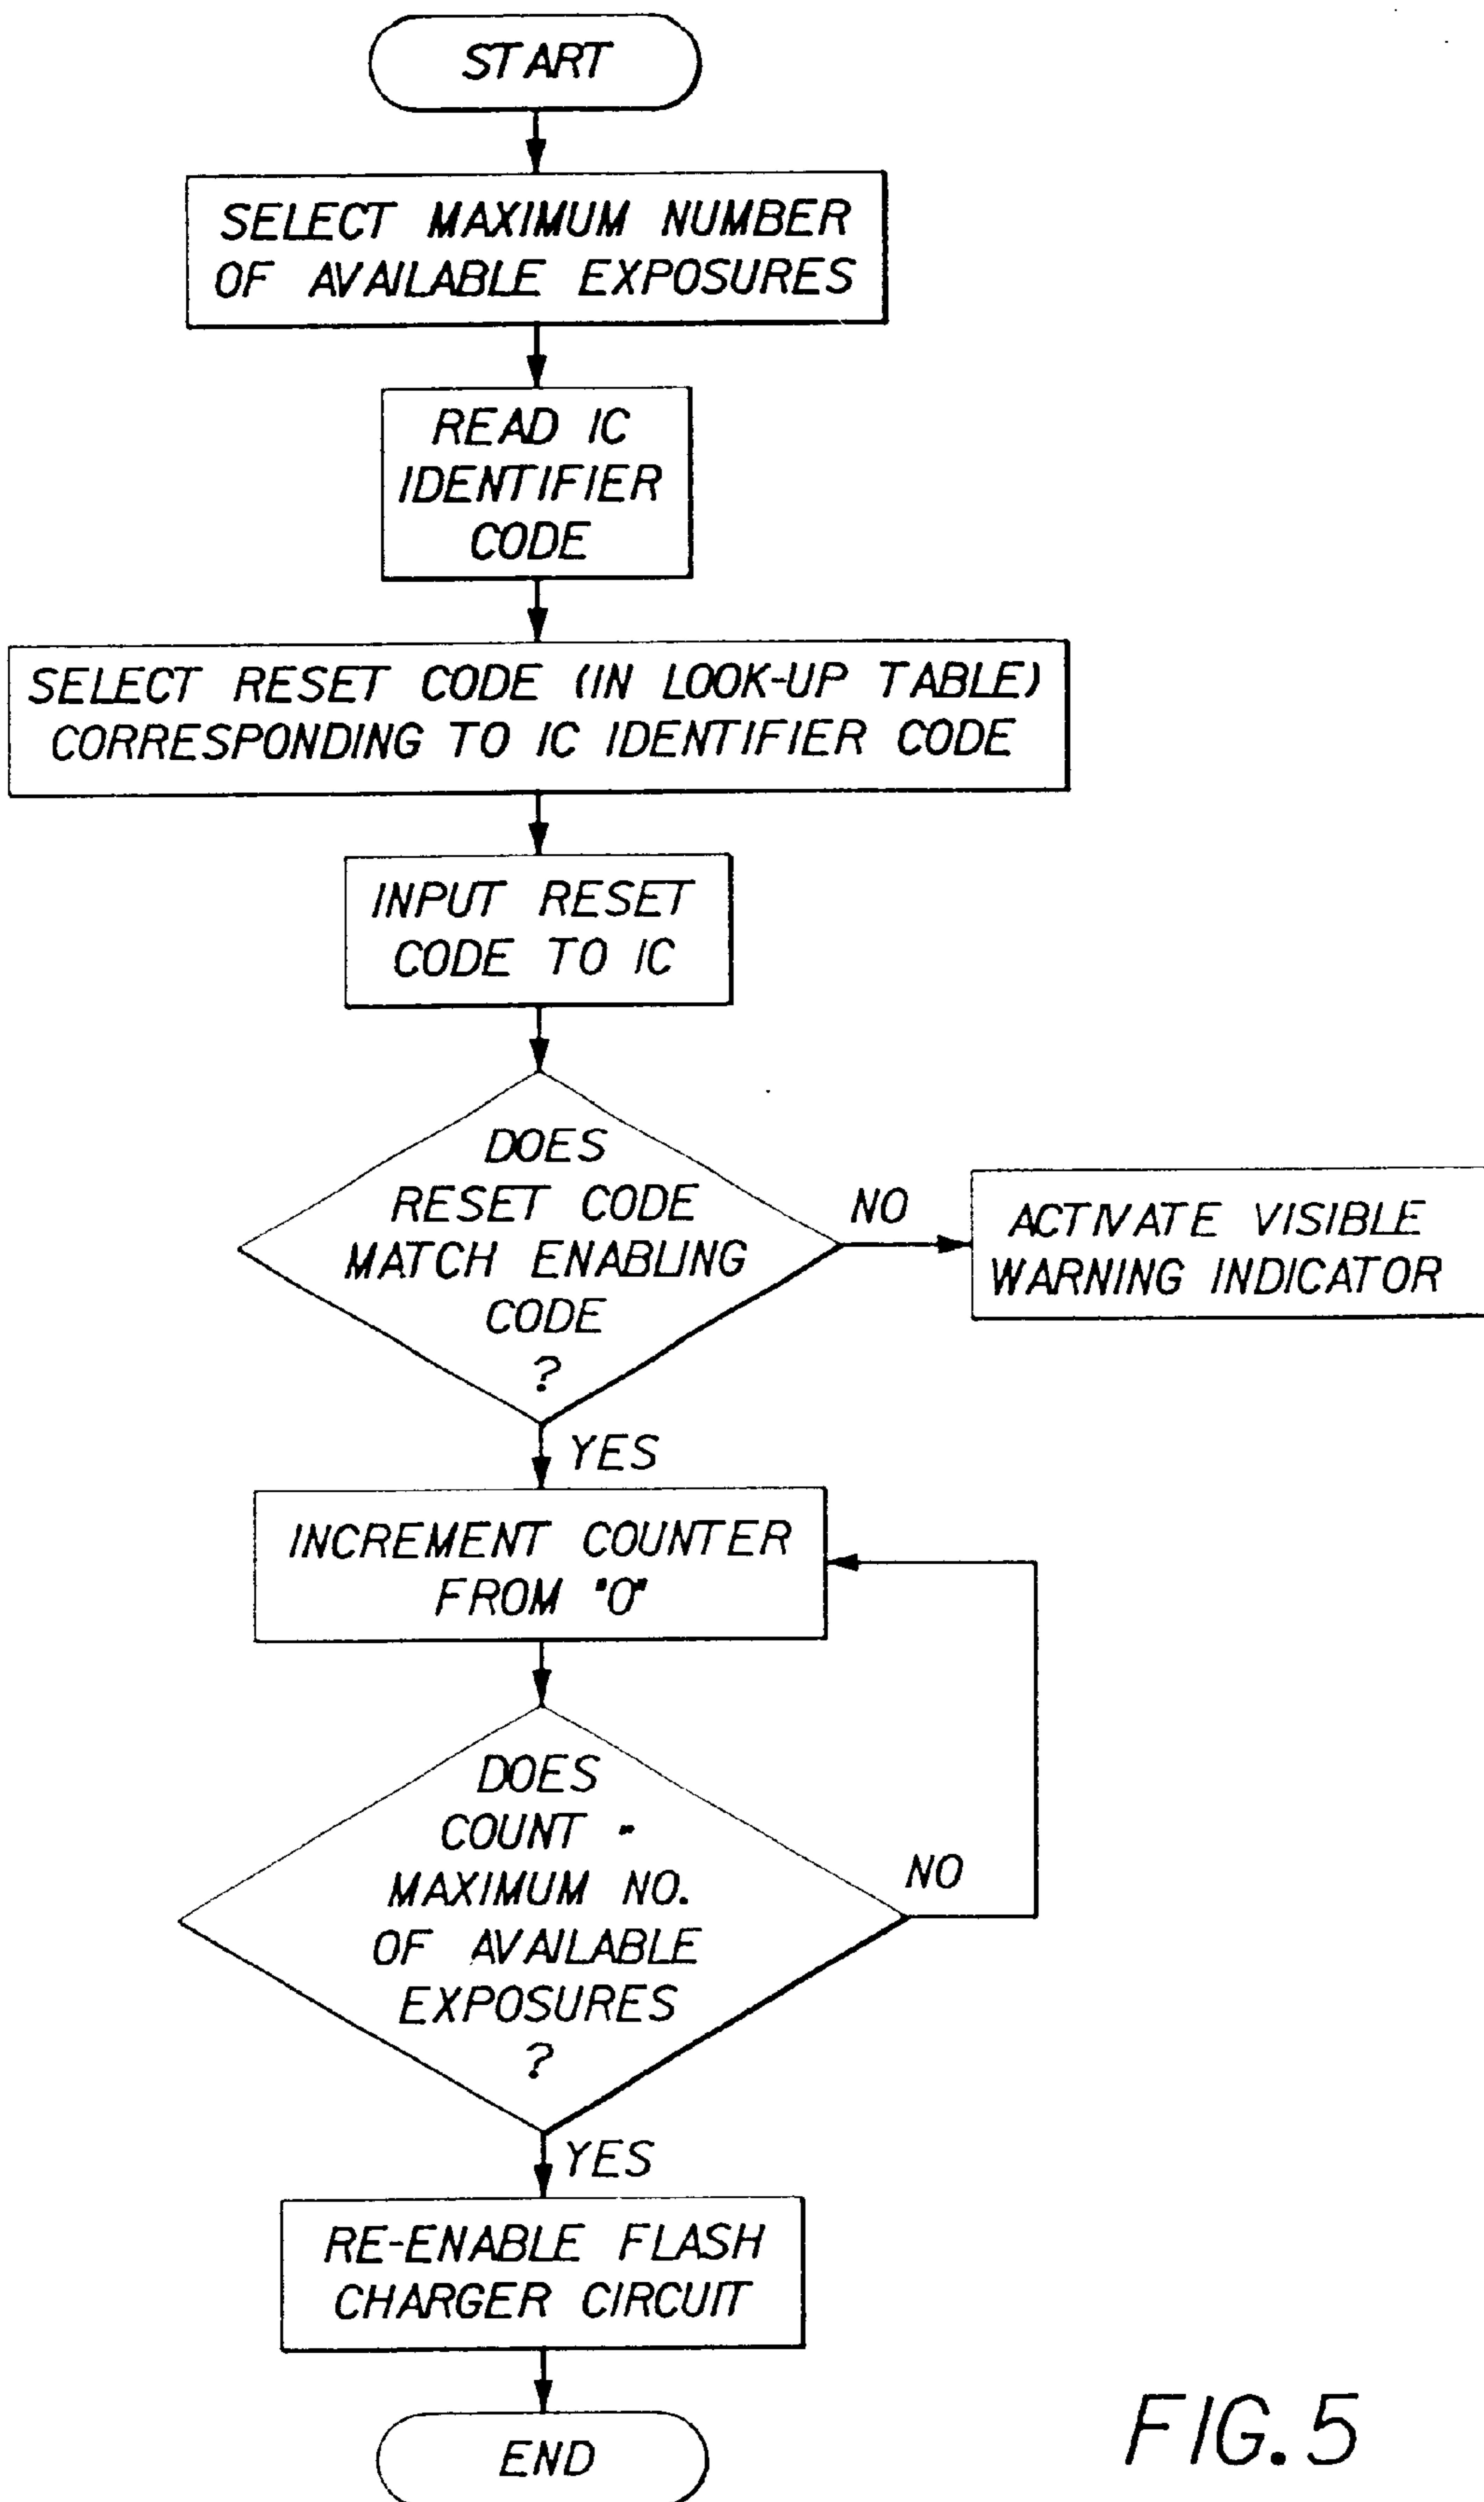 START
SELECT MAXIMUM NUMBER
OF AVAILABLE EXPOSURES
READ IC
IDENTIFIER
CODE
SELECT RESET CODE (IN LOOK-UP TABLE)
CORRESPONDING TO IC IDENTIFIER CODE
INPUT RESET
CODE TO IC
DOES
RESET CODE
MATCH ENABLING
CODE
?
NO
ACTIVATE VISIBLE
WARNING INDICATOR
YES
INCREMENT COUNTER
FROM "0"
DOES
COUNT =
MAXIMUM NO.
OF AVAILABLE
EXPOSURES
?
NO
YES
RE-ENABLE FLASH
CHARGER CIRCUIT
END
FIG. 5